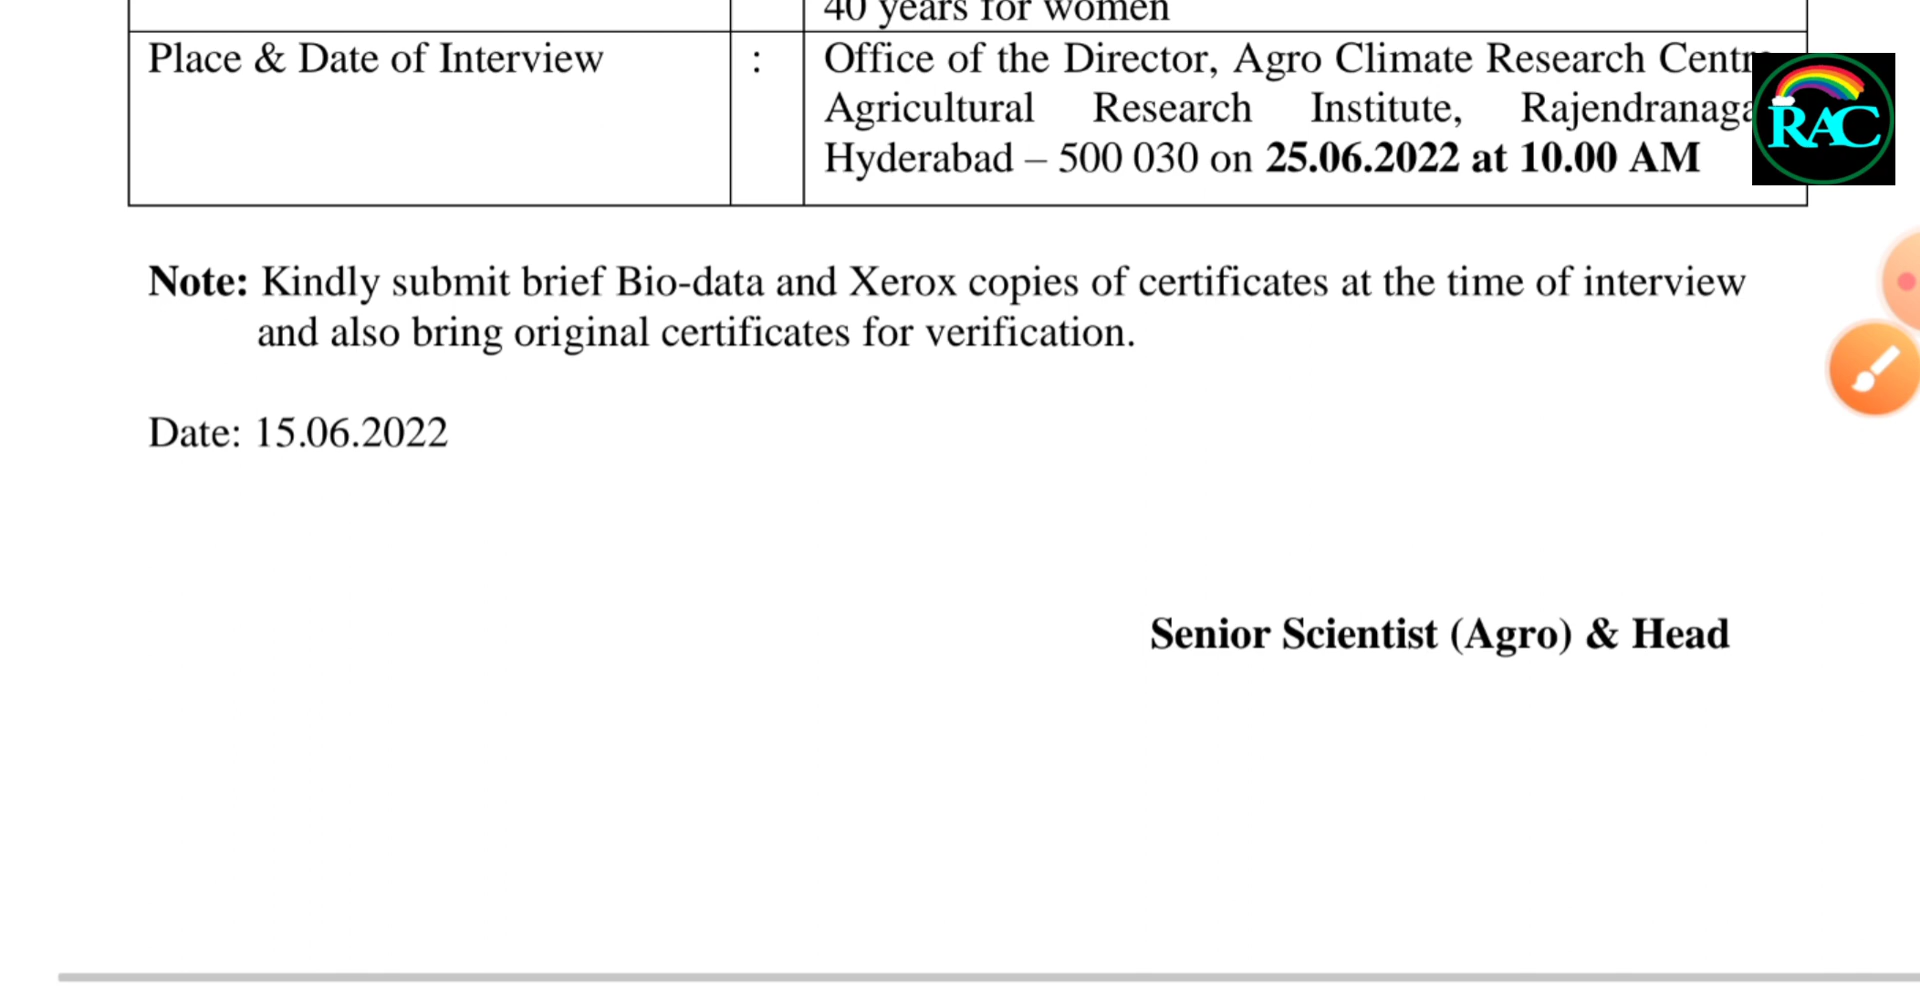 40 years for women
Place & Date of Interview : Office of the Director, Agro Climate Research
Agricultural Research Institute,
Hyderabad – 500 030 on 25.06.2022 at 10.00 AM
RAC
Note: Kindly submit brief Bio-data and Xerox copies of certificates at the time of interview
and also bring original certificates for verification.
Date: 15.06.2022
Senior Scientist (Agro) & Head